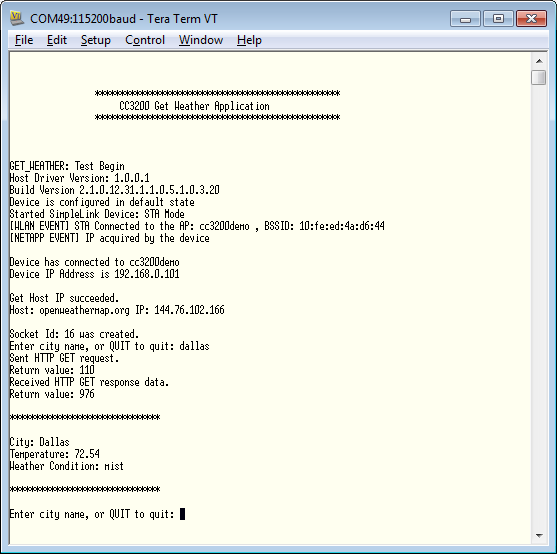 COM49:115200baud - Tera Term VT
File Edit Setup Control Window Help
*************************************************
CC3200 Get Weather Application
*************************************************
GET_WEATHER: Test Begin
Host Driver Version: 1.0.0.1
Build Version 2.1.0.12.31.1.1.0.5.1.0.3.20
Device is configured in default state
Started SimpleLink Device: STA Mode
[WLAN EVENT] STA Connected to the AP: cc3200demo , BSSID: 10:fe:ed:4a:d6:44
[NETAPP EVENT] IP acquired by the device
Device has connected to cc3200demo
Device IP Address is 192.168.0.101
Get Host IP succeeded.
Host: openweathermap.org IP: 144.76.102.166
Socket Id: 16 was created.
Enter city name, or QUIT to quit: dallas
Sent HTTP GET request.
Return value: 110
Received HTTP GET response data.
Return value: 976
******************************
City: Dallas
Temperature: 72.54
Weather Condition: mist
******************************
Enter city name, or QUIT to quit: